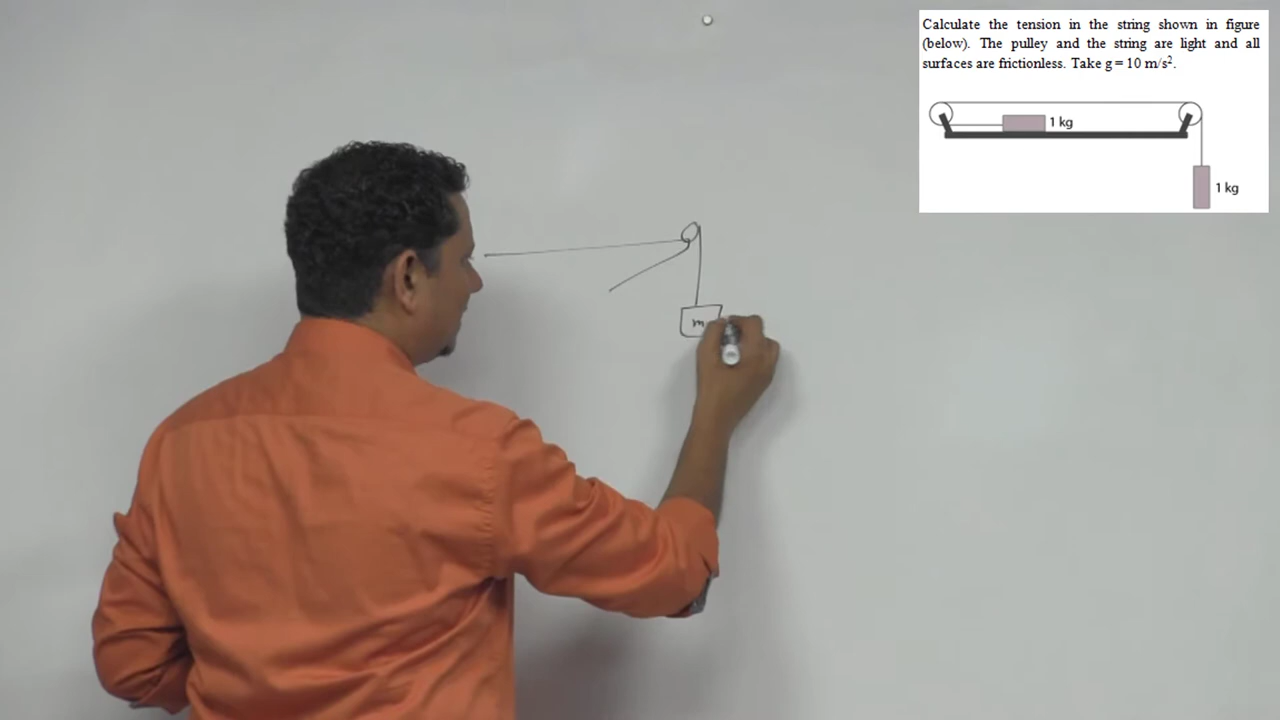 Calculate the tension in the string shown in figure
(below). The pulley and the string are light and all
surfaces are frictionless. Take g = 10 m/s².
1 kg
1 kg
m